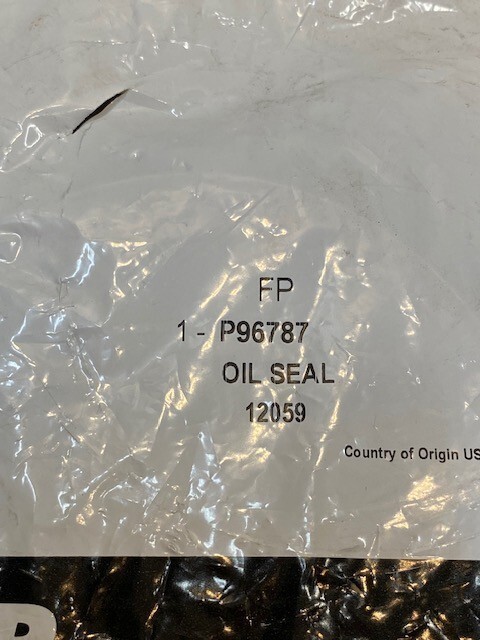 FP
1 - P96787
OIL SEAL
12059
Country of Origin US